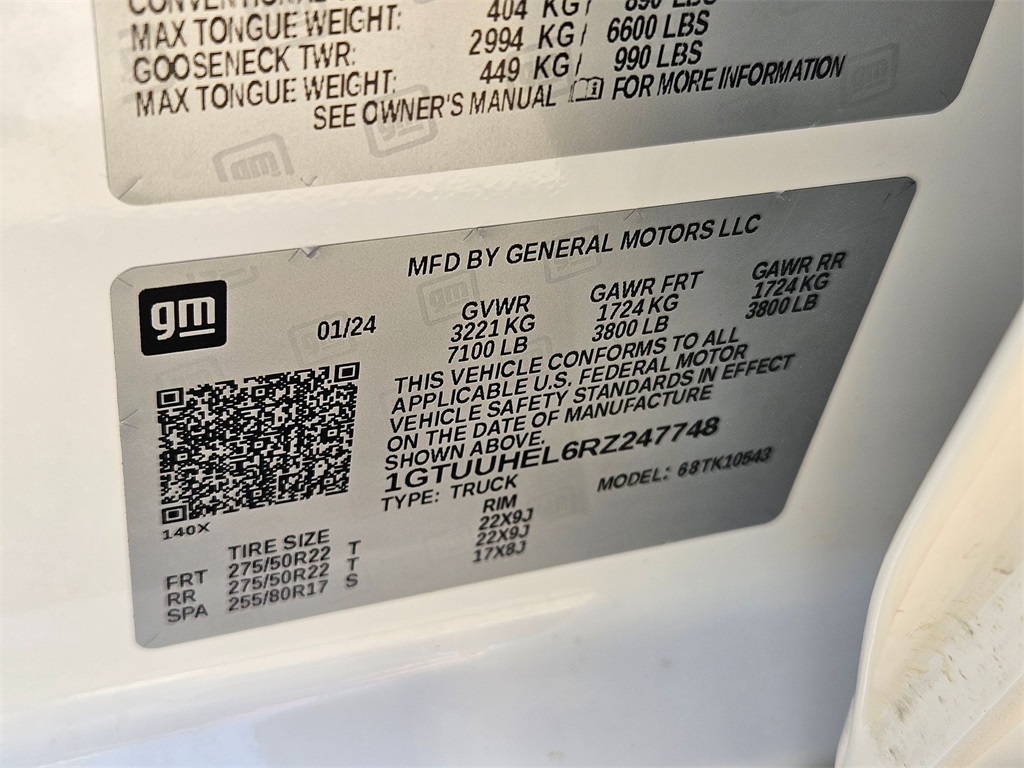 MAX TONGUE WEIGHT: 404 KG/ 890 LBS
GOOSENECK TWR: 2994 KG/ 6600 LBS
MAX TONGUE WEIGHT: 449 KG/ 990 LBS
SEE OWNER'S MANUAL FOR MORE INFORMATION
MFD BY GENERAL MOTORS LLC
gm
01/24
GVWR GAWR FRT GAWR RR
3221 KG 1724 KG 1724 KG
7100 LB 3800 LB 3800 LB
THIS VEHICLE CONFORMS TO ALL
APPLICABLE U.S. FEDERAL MOTOR
VEHICLE SAFETY STANDARDS IN EFFECT
ON THE DATE OF MANUFACTURE
SHOWN ABOVE.
1GTUUHEL6RZ247748
TYPE: TRUCK MODEL: 68TK10543
140X
TIRE SIZE RIM
FRT 275/50R22 T 22X9J
RR 275/50R22 T 22X9J
SPA 255/80R17 S 17X8J